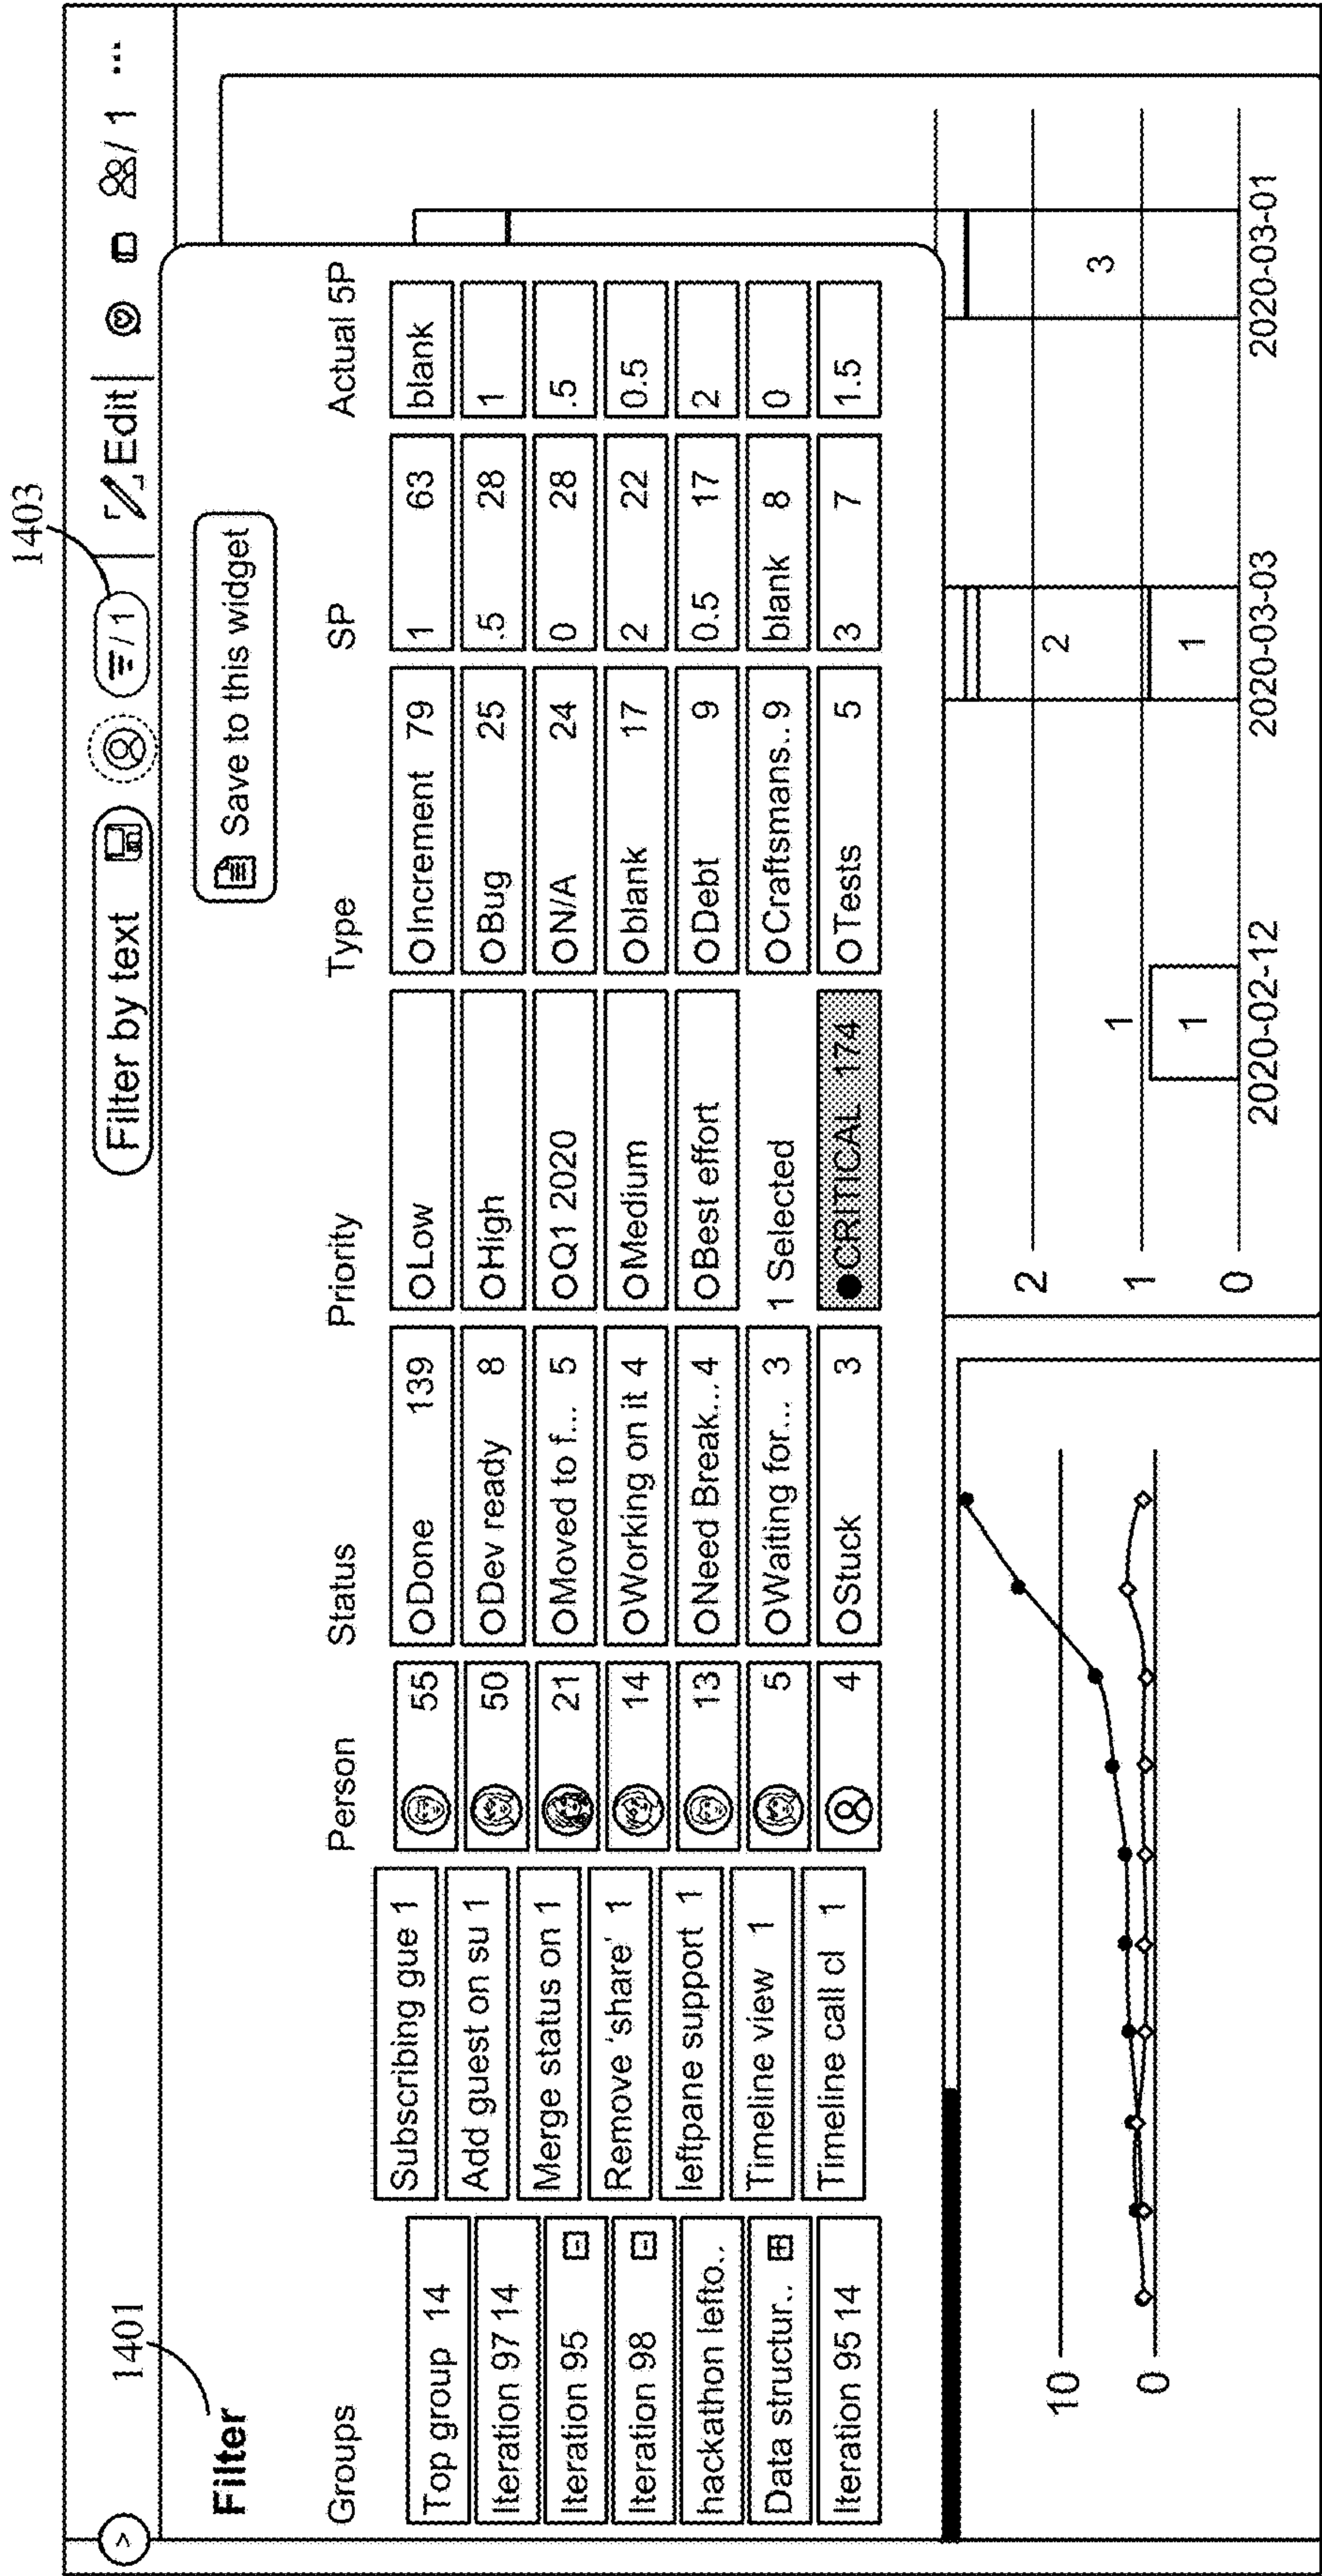 1401
1403
Filter by text
/ 1
Edit
/ 1
...
Filter
Save to this widget
Groups
Person
Status
Priority
Type
SP
Actual 5P
Top group 14
Subscribing gue 1
55
Done 139
Low
Increment 79
1 63
blank
Iteration 97 14
Add guest on su 1
50
Dev ready 8
High
Bug 25
.5 28
1
Iteration 95
Merge status on 1
21
Moved to f... 5
Q1 2020
N/A 24
0 28
.5
Iteration 98
Remove 'share' 1
14
Working on it 4
Medium
blank 17
2 22
0.5
hackathon lefto..
leftpane support 1
13
Need Break... 4
Best effort
Debt 9
0.5 17
2
Data structur..
Timeline view 1
5
Waiting for... 3
1 Selected
Craftsmans.. 9
blank 8
0
Iteration 95 14
Timeline call cl 1
4
Stuck 3
CRITICAL 174
Tests 5
3 7
1.5
10
0
2
1
0
1
1
2
1
3
2020-02-12
2020-03-03
2020-03-01